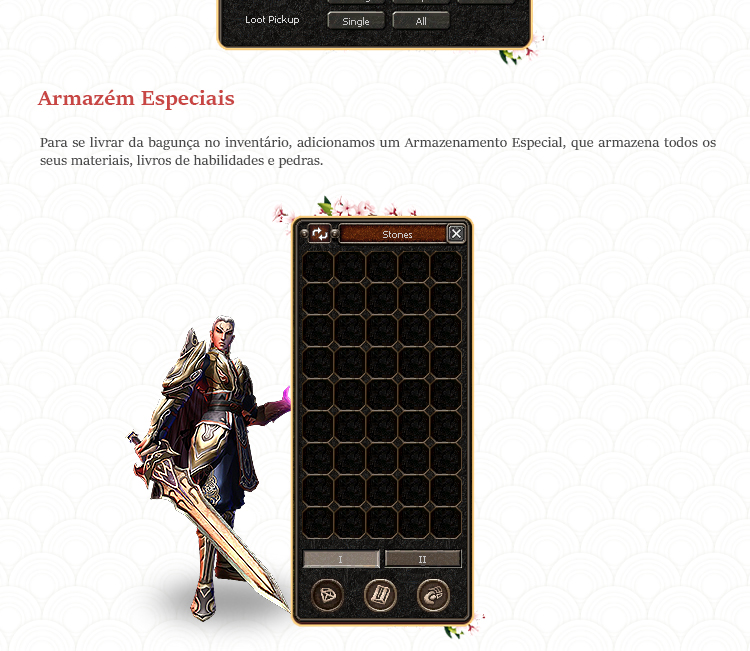 Loot Pickup Single All
Armazém Especiais
Para se livrar da bagunça no inventário, adicionamos um Armazenamento Especial, que armazena todos os
seus materiais, livros de habilidades e pedras.
Stones
I II